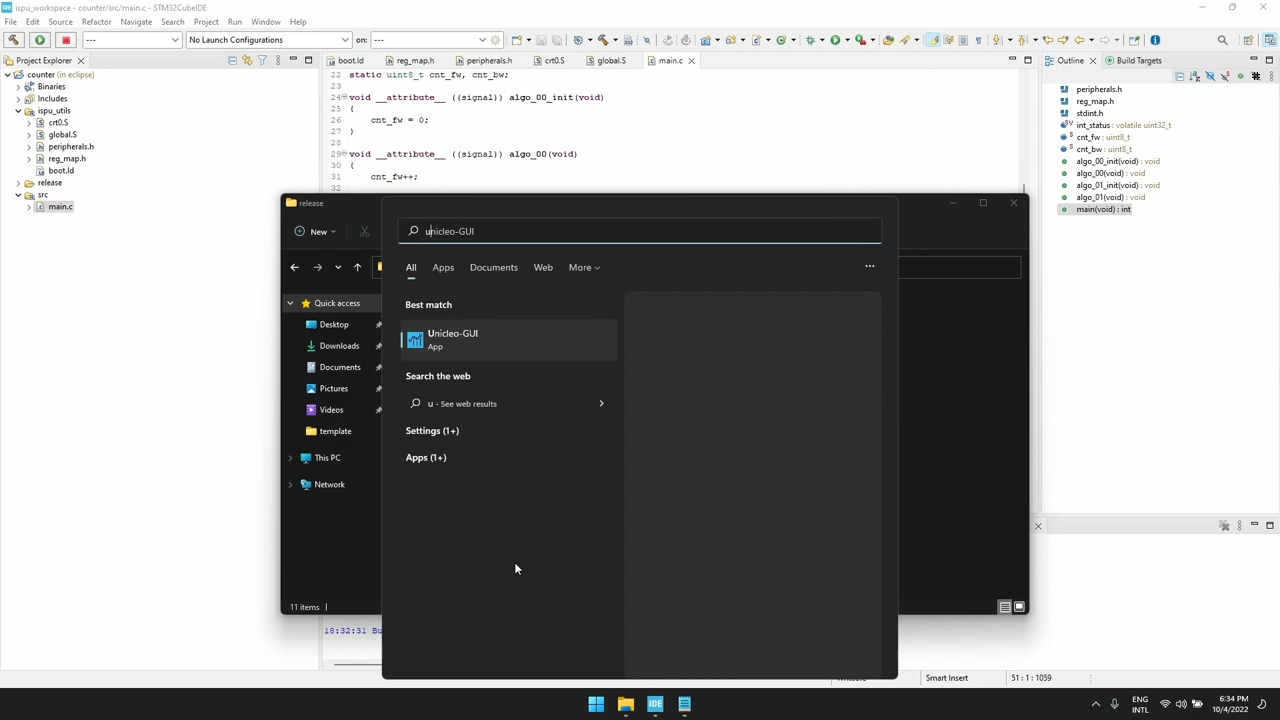 ispu_workspace - counter/src/main.c - STM32CubeIDE
File Edit Source Refactor Navigate Search Project Run Window Help
--- No Launch Configurations on: ---
Project Explorer
boot.ld reg_map.h peripherals.h crt0.S global.S main.c
Outline Build Targets
counter (in eclipse)
Binaries
Includes
ispu_utils
crt0.S
global.S
peripherals.h
reg_map.h
boot.ld
release
src
main.c
22 static uint8_t cnt_fw, cnt_bw;
23
24 void __attribute__ ((signal)) algo_00_init(void)
25 {
26 cnt_fw = 0;
27 }
28
29 void __attribute__ ((signal)) algo_00(void)
30 {
31 cnt_fw++;
32
peripherals.h
reg_map.h
stdint.h
int_status : volatile uint32_t
cnt_fw : uint8_t
cnt_bw : uint8_t
algo_00_init(void) : void
algo_00(void) : void
algo_01_init(void) : void
algo_01(void) : void
main(void) : int
release
New
Quick access
Desktop
Downloads
Documents
Pictures
Videos
template
This PC
Network
11 items
unicleo-GUI
All Apps Documents Web More
Best match
Unicleo-GUI
App
Search the web
u - See web results
Settings (1+)
Apps (1+)
18:32:31 Bu
Smart Insert 51 : 1 : 1059
IDE
ENG
INTL
6:34 PM
10/4/2022